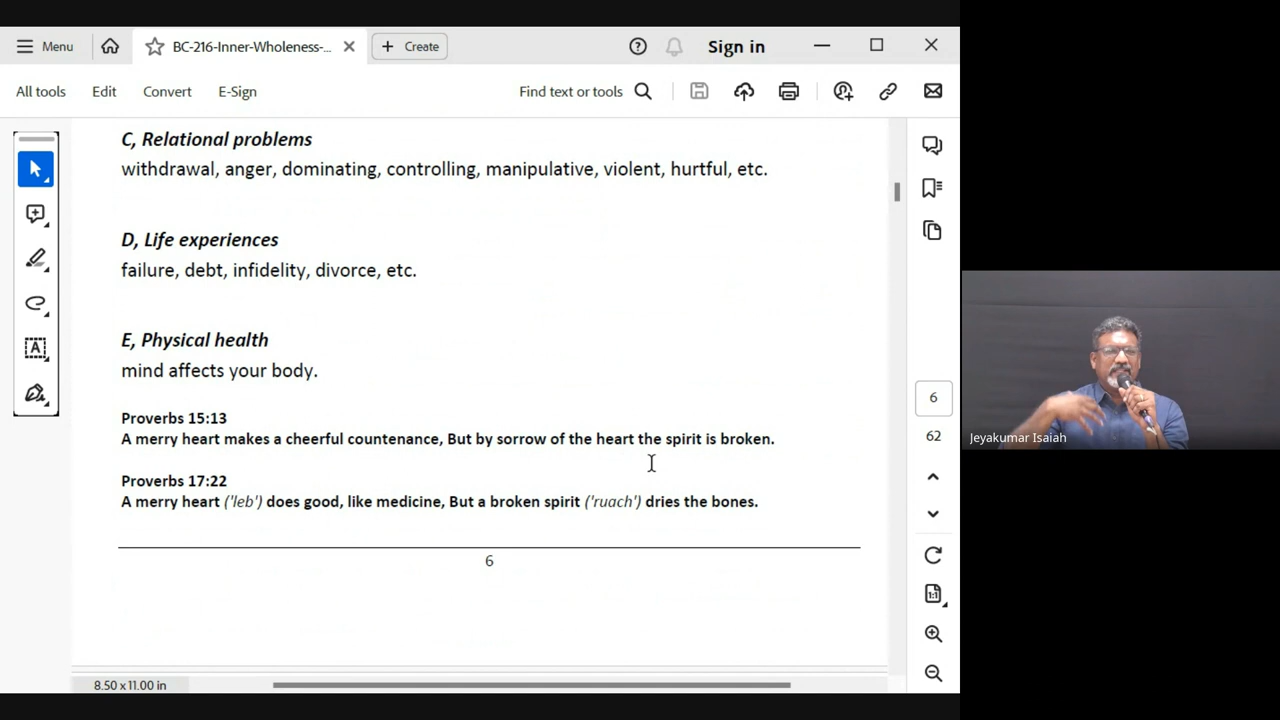 Menu
BC-216-Inner-Wholeness-...
Create
Sign in
All tools
Edit
Convert
E-Sign
Find text or tools
C, Relational problems
withdrawal, anger, dominating, controlling, manipulative, violent, hurtful, etc.
D, Life experiences
failure, debt, infidelity, divorce, etc.
E, Physical health
mind affects your body.
Proverbs 15:13
A merry heart makes a cheerful countenance, But by sorrow of the heart the spirit is broken.
Proverbs 17:22
A merry heart ('leb') does good, like medicine, But a broken spirit ('ruach') dries the bones.
6
8.50 x 11.00 in
6
62
1:1
Jeyakumar Isaiah